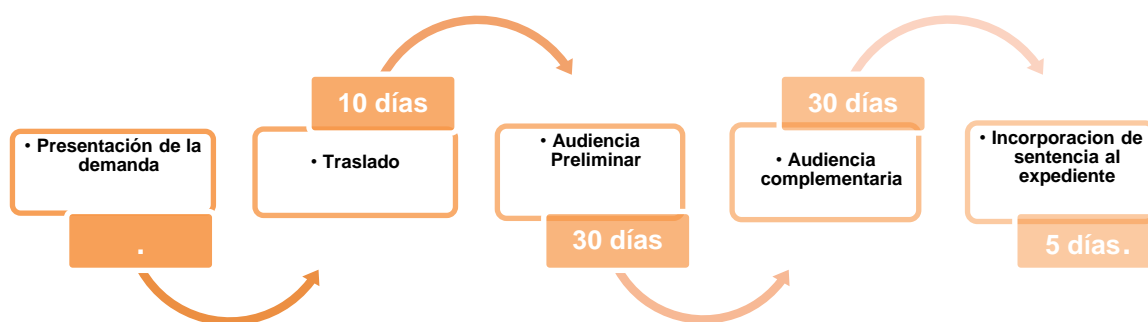 • Presentación de la
demanda
.
10 días
• Traslado
• Audiencia
Preliminar
30 días
30 días
• Audiencia
complementaria
• Incorporacion de
sentencia al
expediente
5 días.